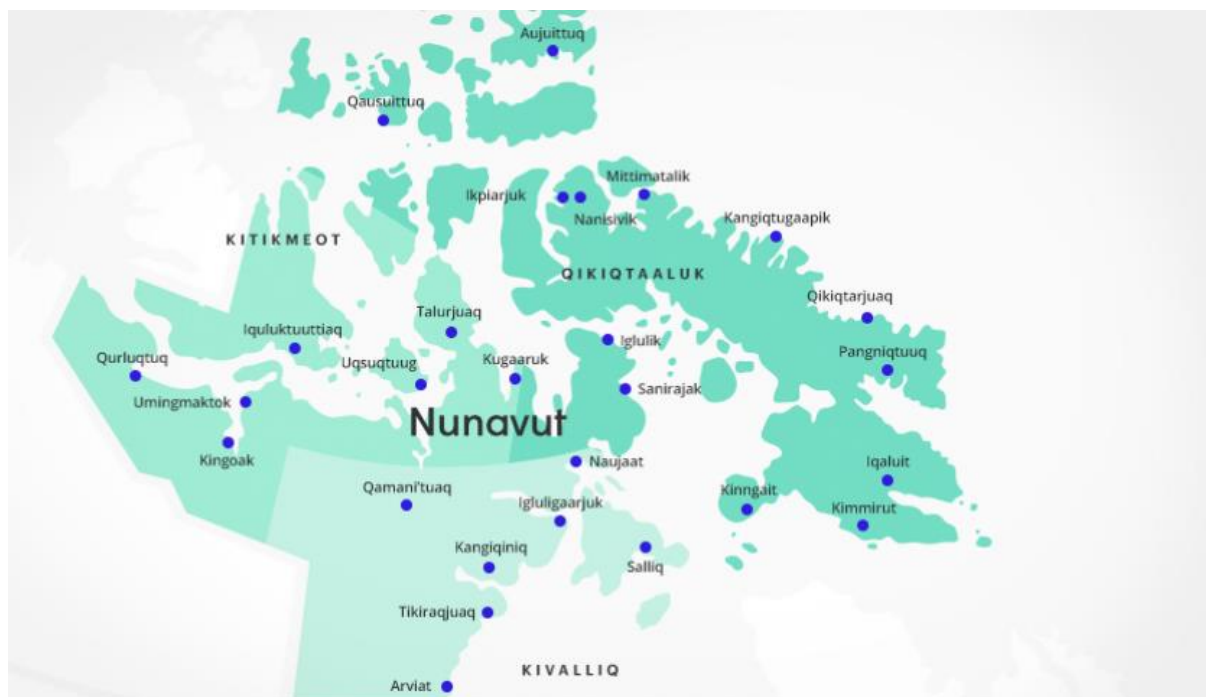 Aujuittuq
Qausuittuq
Mittimatalik
Ikpiarjuk
Nanisivik
Kangiqtugaapik
KITIKMEOT
QIKIQTAALUK
Qikiqtarjuaq
Talurjuaq
Iquluktuuttiaq
Iglulik
Pangniqtuuq
Qurluqtuq
Uqsuqtuug
Kugaaruk
Sanirajak
Umingmaktok
Nunavut
Kingoak
Naujaat
Iqaluit
Qamani'tuaq
Kinngait
Igluligaarjuk
Kimmirut
Kangiqiniq
Salliq
Tikiraqjuaq
KIVALLIQ
Arviat